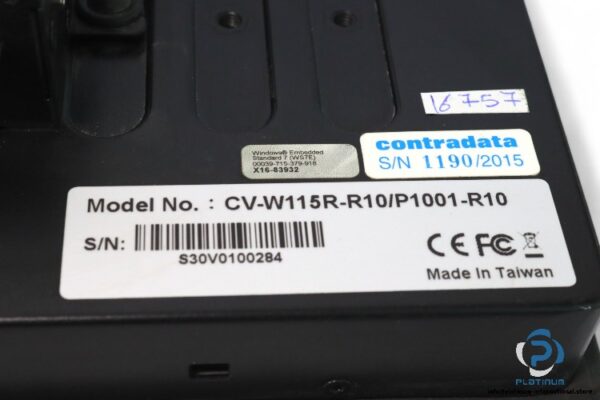 16757
Windows® Embedded
Standard 7 (WS7E)
00039-715-379-918
X16-83932
contradata
S/N 1190/2015
Model No. : CV-W115R-R10/P1001-R10
S/N:
S30V0100284
CE FC
Made In Taiwan
PLATINUM